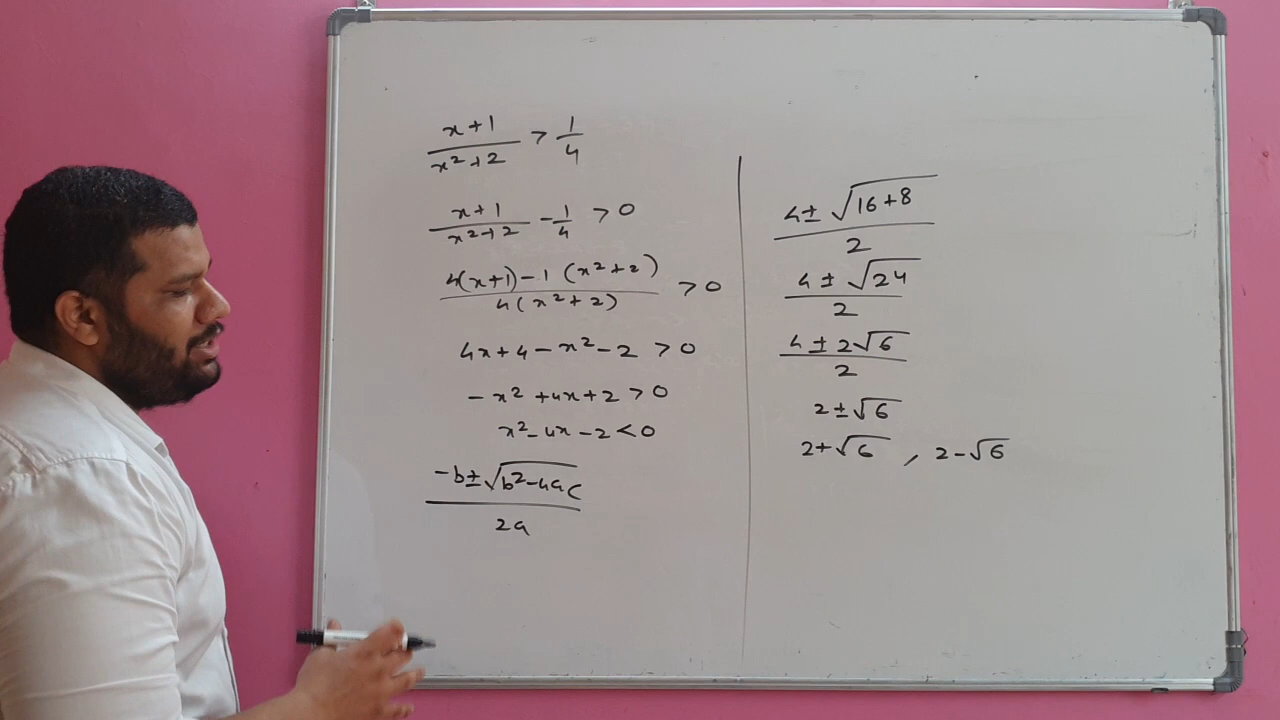 x+1/x²+2 > 1/4
x+1/x²+2 - 1/4 > 0
4(x+1)-1(x²+2)/4(x²+2) > 0
4x+4-x²-2 > 0
-x²+4x+2 > 0
x²-4x-2 < 0
-b±√b²-4ac/2a
4±√16+8/2
4±√24/2
4±2√6/2
2±√6
2+√6 , 2-√6